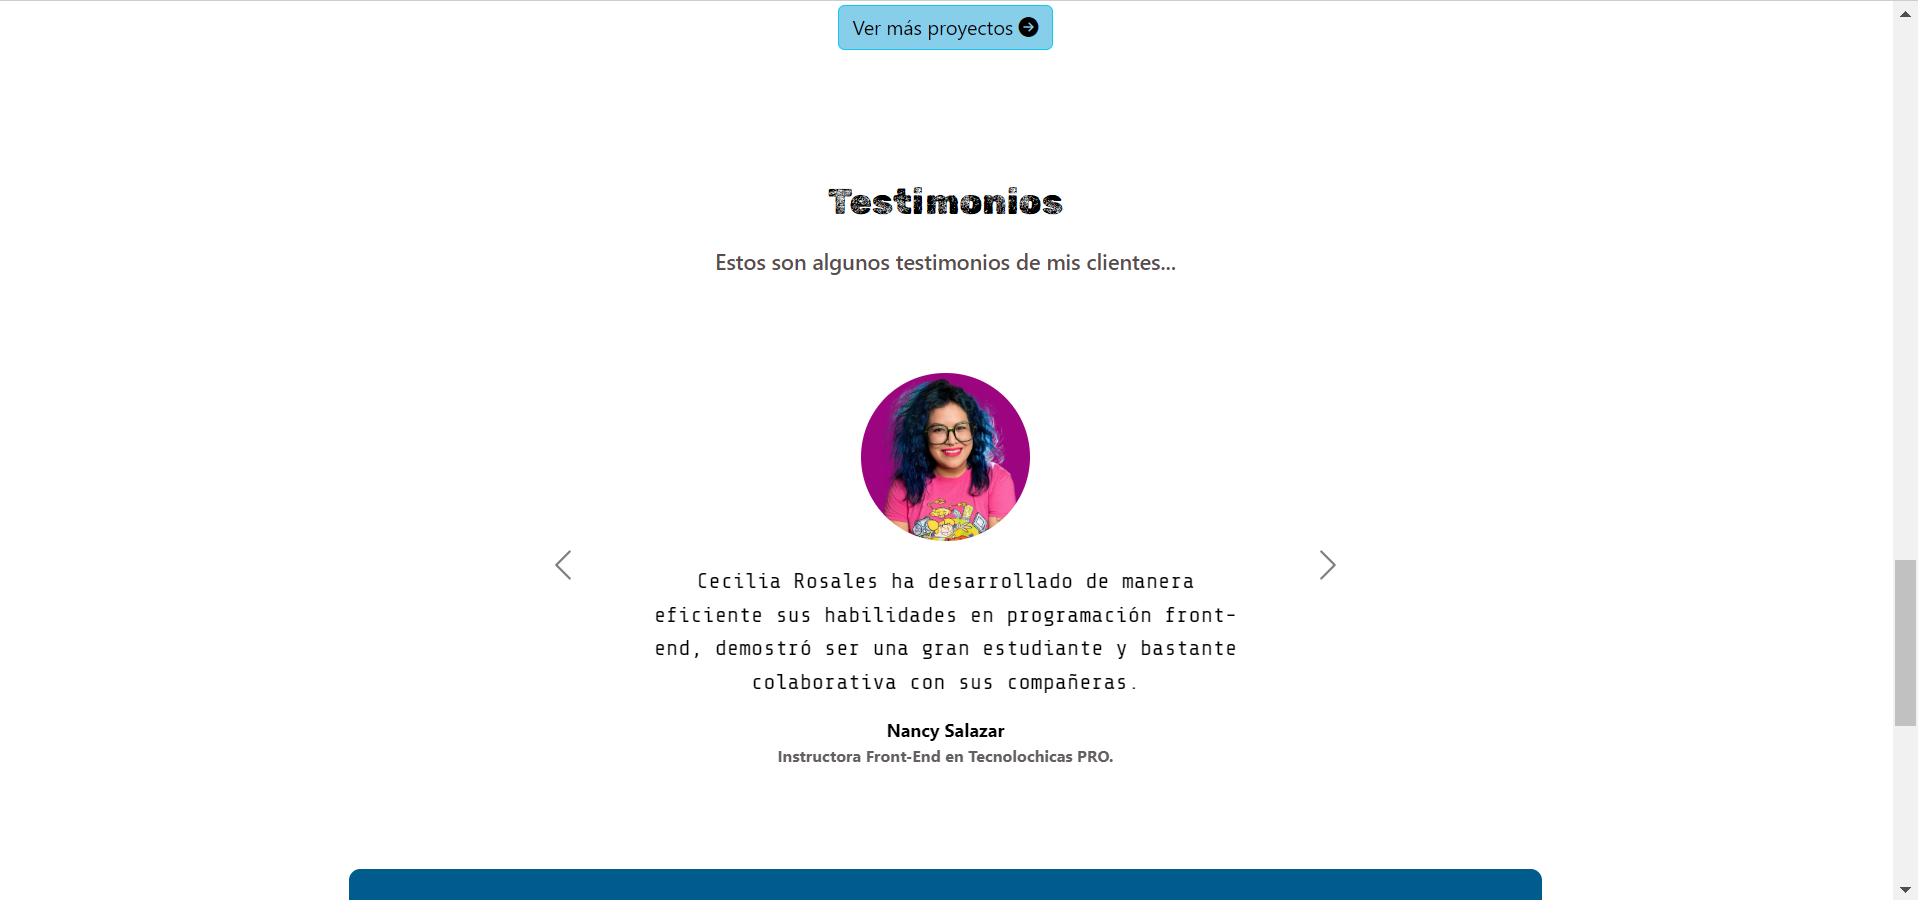 Ver más proyectos
Testimonios
Estos son algunos testimonios de mis clientes...
Cecilia Rosales ha desarrollado de manera
eficiente sus habilidades en programación front-
end, demostró ser una gran estudiante y bastante
colaborativa con sus compañeras.
Nancy Salazar
Instructora Front-End en Tecnolochicas PRO.